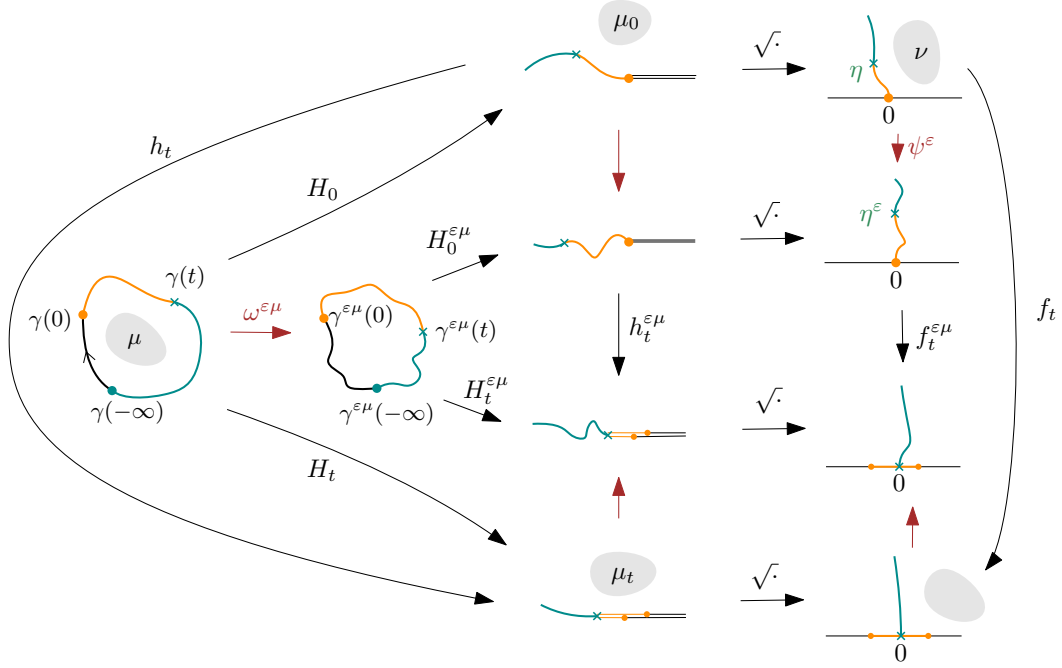 μ₀
√·
ν
η
0
h_t
ψ^ε
H₀
η^ε
H₀^{εμ}
√·
0
γ(t)
γ(0)
μ
ω^{εμ}
γ^{εμ}(0)
γ^{εμ}(t)
h_t^{εμ}
f_t^{εμ}
f_t
γ(−∞)
γ^{εμ}(−∞)
H_t^{εμ}
√·
H_t
0
μ_t
√·
0